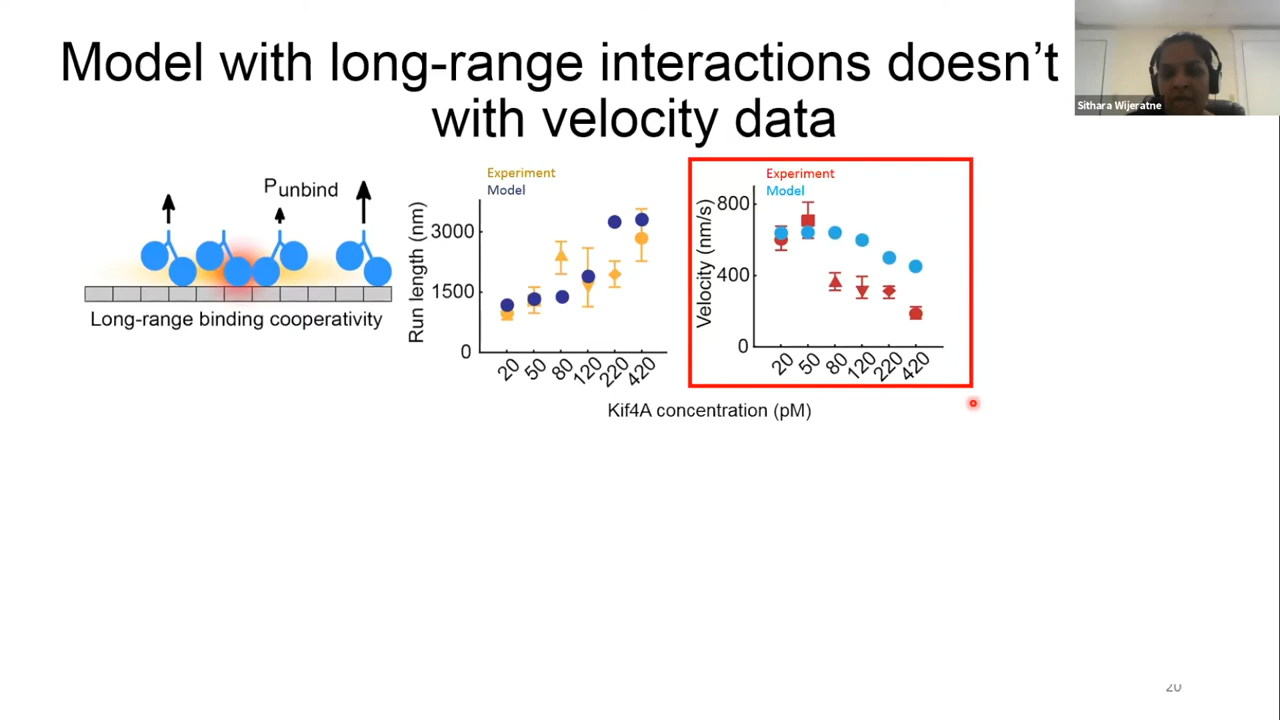 Model with long-range interactions doesn’t
with velocity data
Sithara Wijeratne
Punbind
Long-range binding cooperativity
Experiment
Model
Run length (nm)
3000
1500
0
20 50 80 120 220 420
Experiment
Model
Velocity (nm/s)
800
400
0
20 50 80 120 220 420
Kif4A concentration (pM)
20